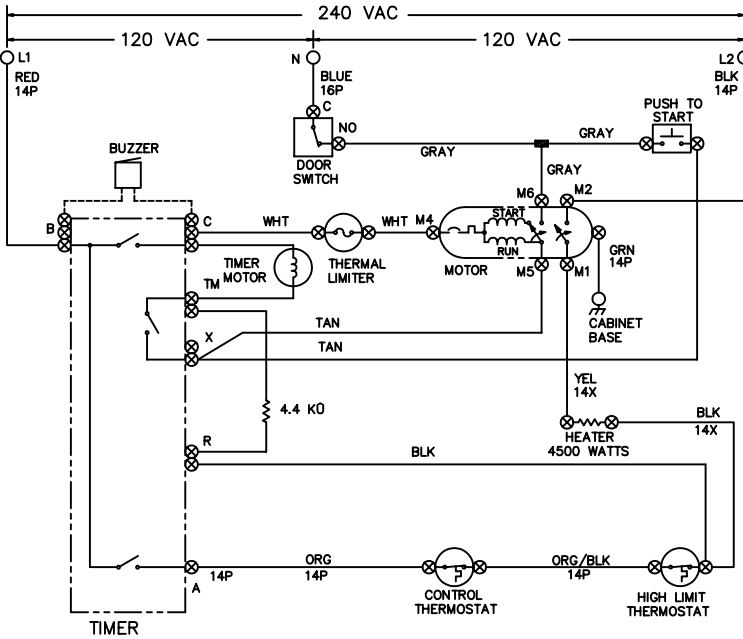 240 VAC
120 VAC
120 VAC
L1
N
L2
RED
14P
BLUE
16P
BLK
14P
C
PUSH TO
START
NO
GRAY
GRAY
BUZZER
DOOR
SWITCH
GRAY
M6
M2
B
C
WHT
WHT
M4
START
RUN
TIMER
MOTOR
THERMAL
LIMITER
MOTOR
M5
M1
GRN
14P
TM
CABINET
BASE
TAN
X
TAN
YEL
14X
4.4 KΩ
BLK
14X
HEATER
4500 WATTS
R
BLK
ORG
14P
14P
ORG/BLK
14P
A
CONTROL
THERMOSTAT
HIGH LIMIT
THERMOSTAT
TIMER